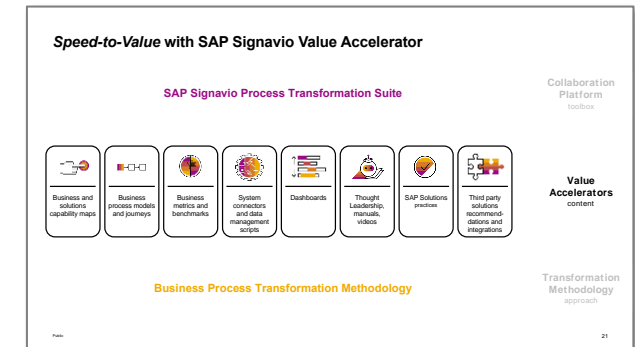 Speed-to-Value with SAP Signavio Value Accelerator
SAP Signavio Process Transformation Suite
Collaboration
Platform
toolbox
Business and
solutions
capability maps
Business
process models
and journeys
Business
metrics and
benchmarks
System
connectors
and data
management
scripts
Dashboards
Thought
Leadership,
manuals,
videos
SAP Solutions
practices
Third party
solutions
recommend-
dations and
integrations
Value
Accelerators
content
Business Process Transformation Methodology
Transformation
Methodology
approach
Public
21